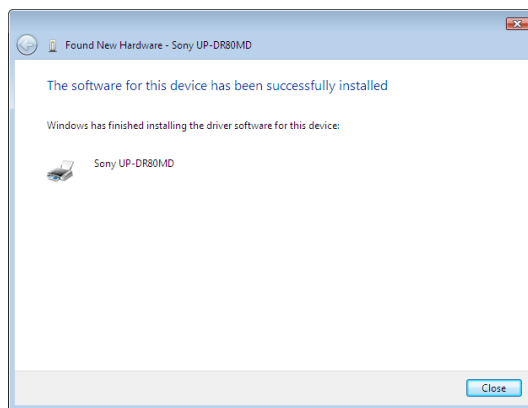 Found New Hardware - Sony UP-DR80MD
The software for this device has been successfully installed
Windows has finished installing the driver software for this device:
Sony UP-DR80MD
Close